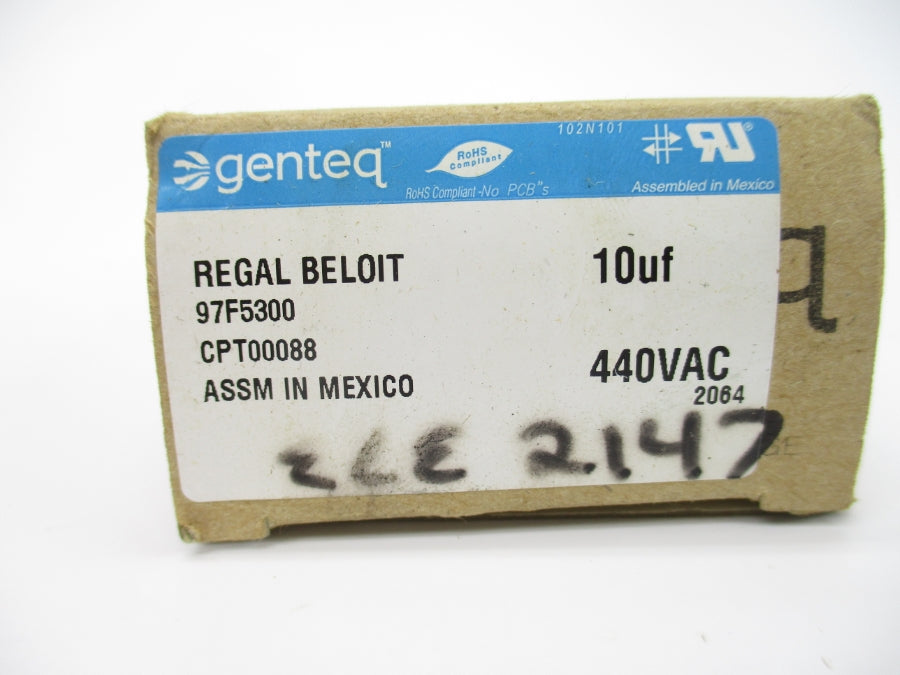 102N101
genteq™
RoHS Compliant
RoHS Compliant -No PCB"s
Assembled in Mexico
REGAL BELOIT
10uf
97F5300
CPT00088
440VAC
ASSM IN MEXICO
2064
2147